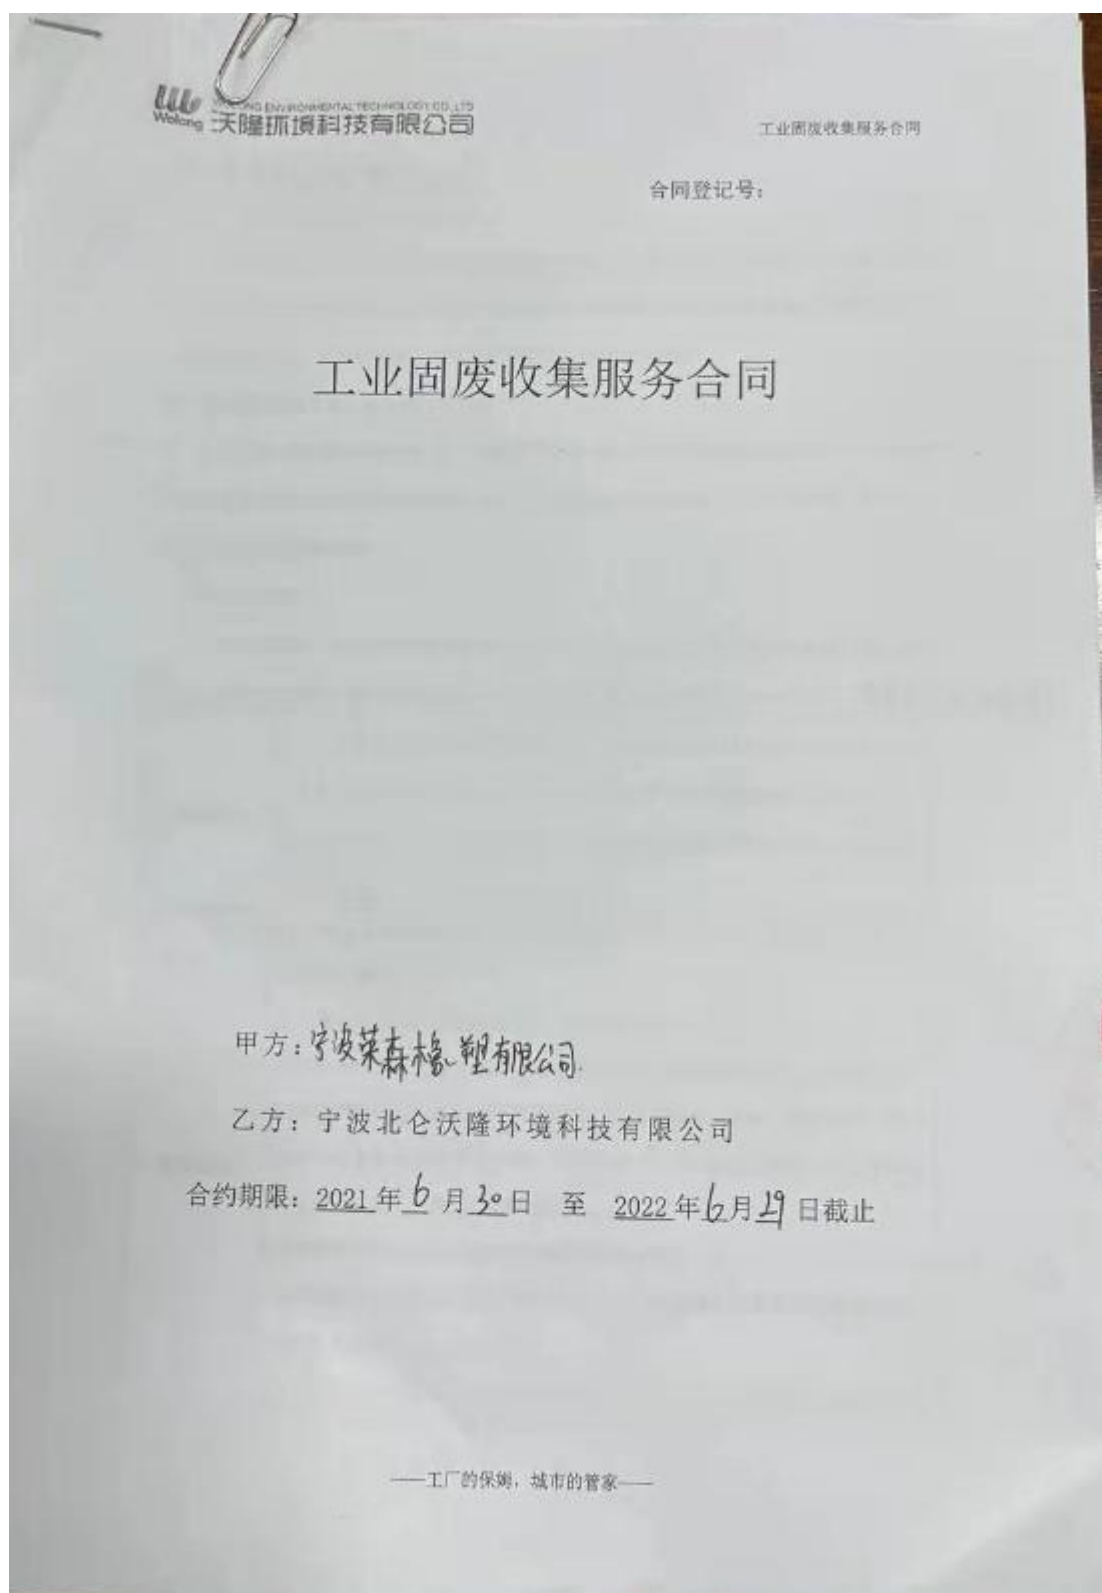 Wolong
ENVIRONMENTAL TECHNOLOGY CO.,LTD
沃隆环境科技有限公司
工业固废收集服务合同
合同登记号:
工业固废收集服务合同
甲方:宁波莱森橡塑有限公司
乙方:宁波北仑沃隆环境科技有限公司
合约期限:2021年6月30日 至 2022年6月29日截止
——工厂的保姆,城市的管家——